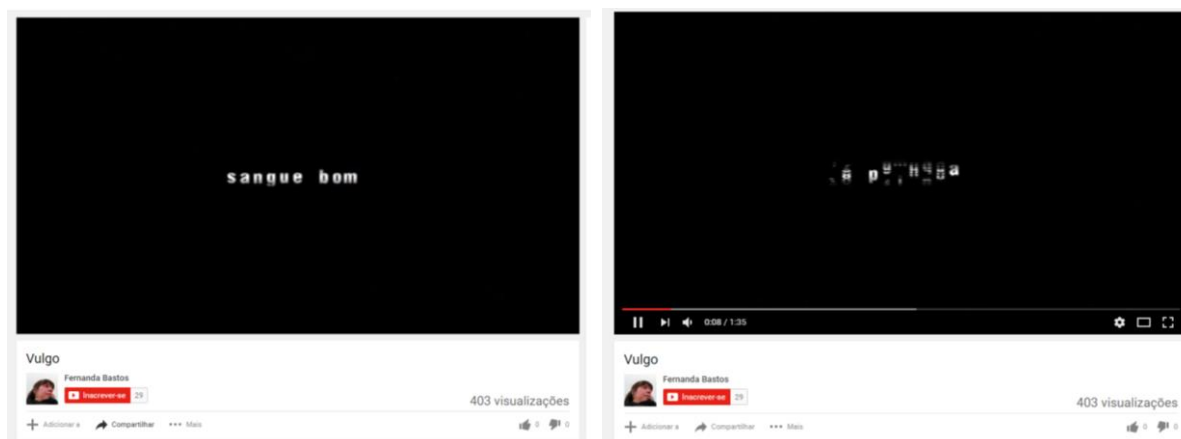 sangue bom
Vulgo
Fernanda Bastos
Inscrever-se 29
403 visualizações
Adicionar a Compartilhar Mais 0 0
0:08 / 1:35
Vulgo
Fernanda Bastos
Inscrever-se 29
403 visualizações
Adicionar a Compartilhar Mais 0 0